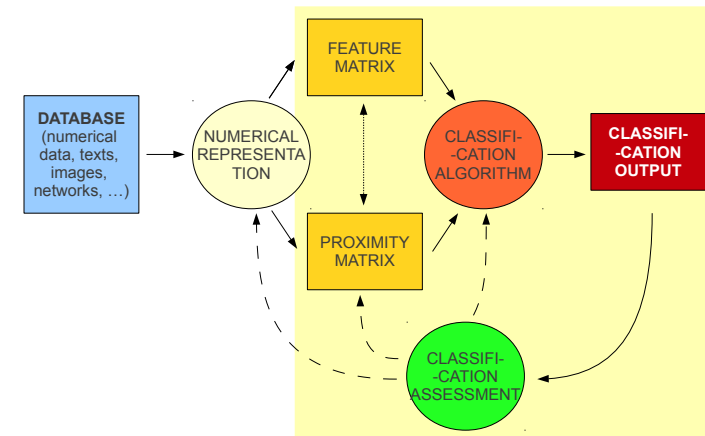 DATABASE
(numerical
data, texts,
images,
networks, …)
NUMERICAL
REPRESENTA
TION
FEATURE
MATRIX
PROXIMITY
MATRIX
CLASSIFI-
-CATION
ALGORITHM
CLASSIFI-
-CATION
OUTPUT
CLASSIFI-
-CATION
ASSESSMENT